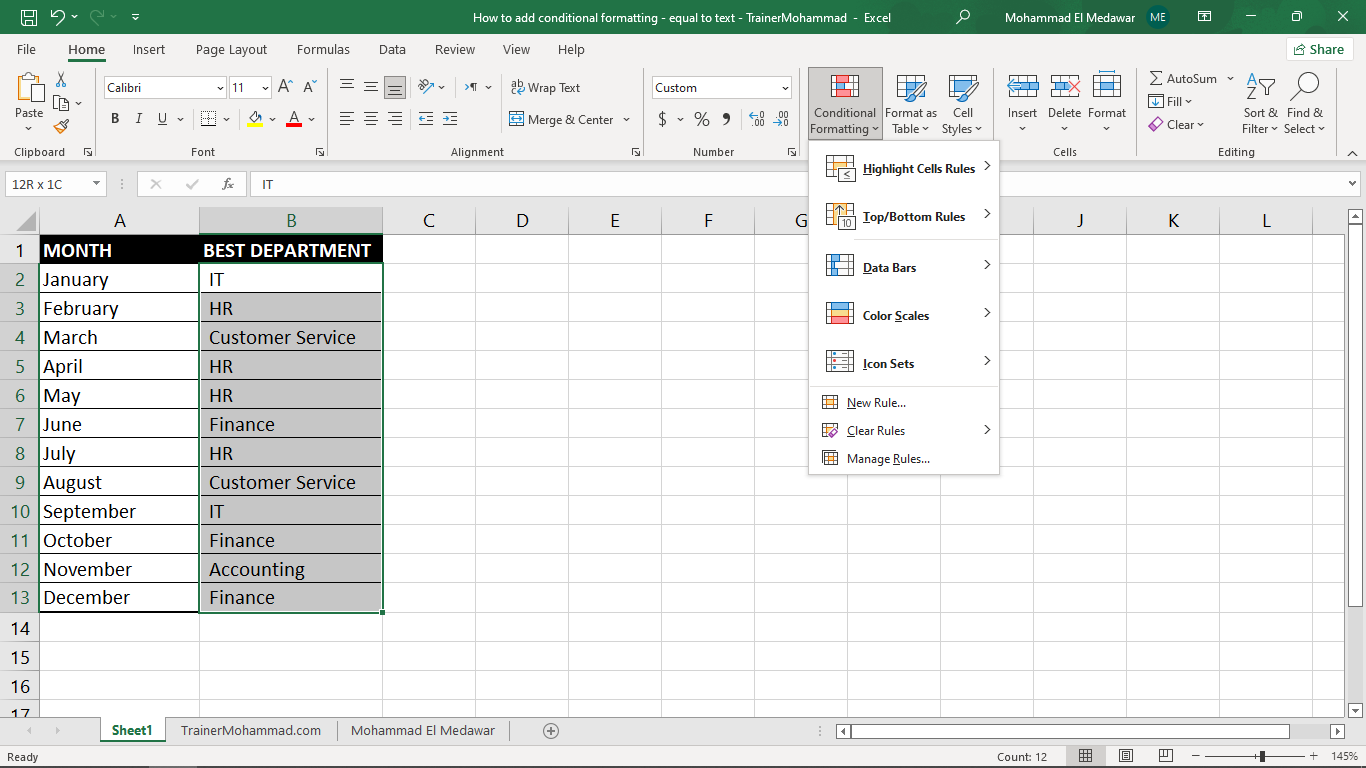 How to add conditional formatting - equal to text - TrainerMohammad - Excel
Mohammad El Medawar
ME
File Home Insert Page Layout Formulas Data Review View Help
Share
Paste
Clipboard
Calibri 11
B I U
Font
Wrap Text
Merge & Center
Alignment
Custom
$ % 9
Number
Conditional Formatting
Format as Table
Cell Styles
Insert Delete Format
Cells
AutoSum
Fill
Clear
Sort & Filter
Find & Select
Editing
12R x 1C fx IT
Highlight Cells Rules
Top/Bottom Rules
Data Bars
Color Scales
Icon Sets
New Rule...
Clear Rules
Manage Rules...
A B C D E F G J K L
1 MONTH BEST DEPARTMENT
2 January IT
3 February HR
4 March Customer Service
5 April HR
6 May HR
7 June Finance
8 July HR
9 August Customer Service
10 September IT
11 October Finance
12 November Accounting
13 December Finance
14
15
16
17
Sheet1 TrainerMohammad.com Mohammad El Medawar
Ready Count: 12 145%